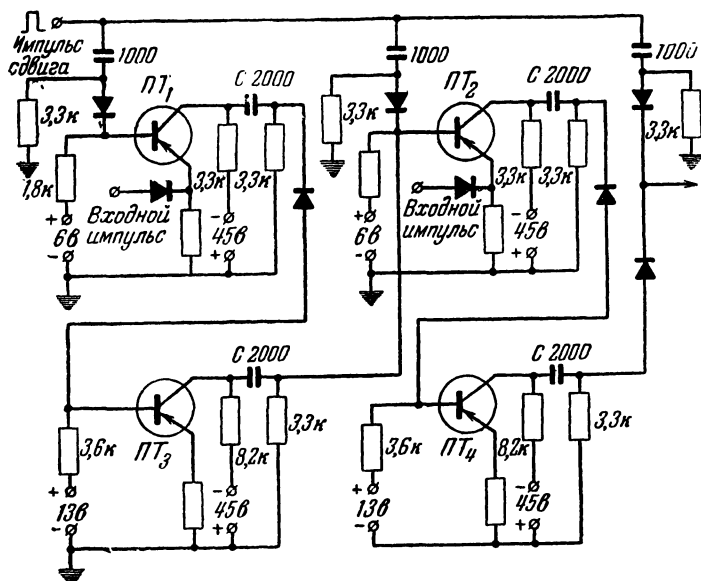 Импульс
сдвига
1000
1000
1000
ПТ₁
С 2000
ПТ₂
С 2000
3,3к
3,3к
3,3к
1,8к
3,3к
3,3к
3,3к
3,3к
Входной
импульс
Входной
импульс
+
6в
-
-
45в
+
+
6в
-
-
45в
+
С 2000
С 2000
ПТ₃
ПТ₄
3,6к
8,2к
3,3к
3,6к
8,2к
3,3к
+
13в
-
-
45в
+
+
13в
-
-
45в
+